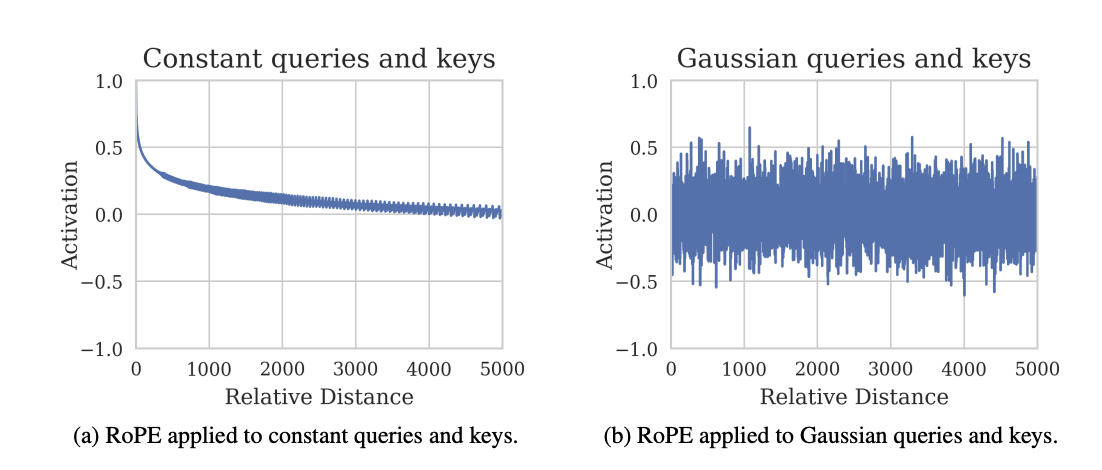 Constant queries and keys
1.0
0.5
0.0
−0.5
−1.0
Activation
0 1000 2000 3000 4000 5000
Relative Distance
(a) RoPE applied to constant queries and keys.
Gaussian queries and keys
1.0
0.5
0.0
−0.5
−1.0
Activation
0 1000 2000 3000 4000 5000
Relative Distance
(b) RoPE applied to Gaussian queries and keys.